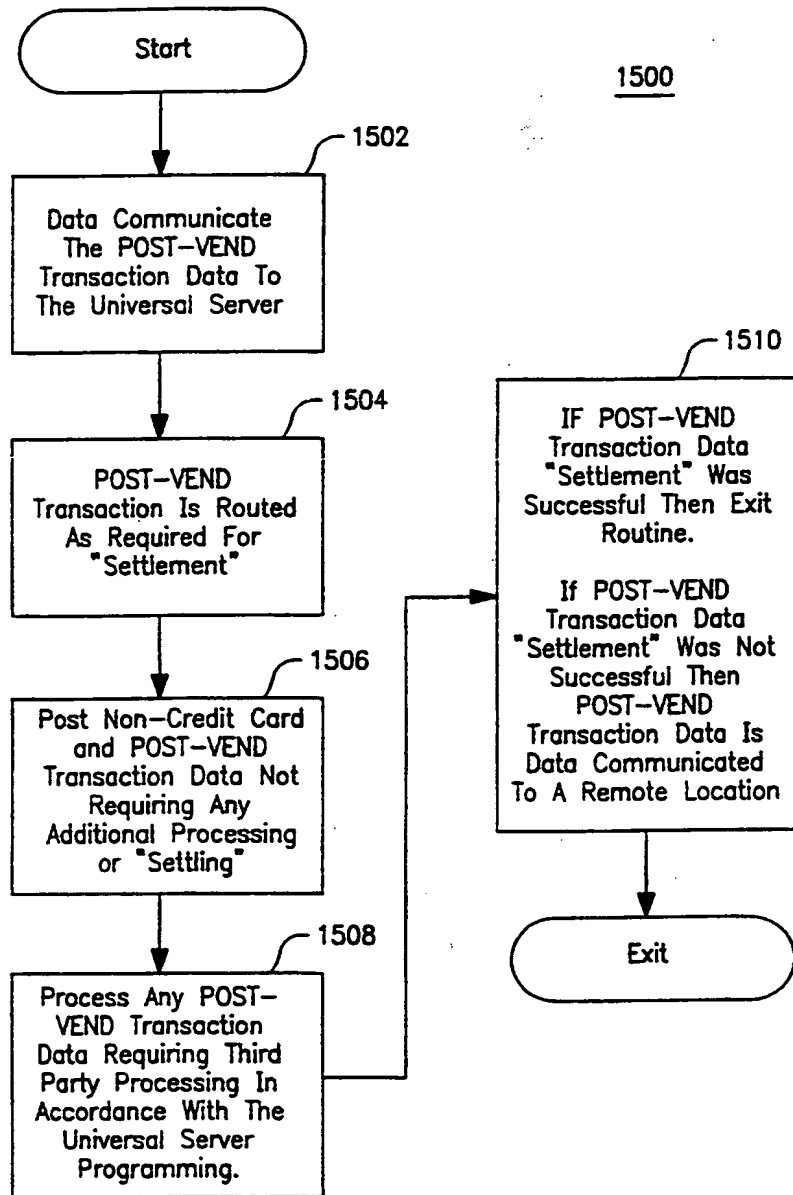 Start
1500
1502
Data Communicate
The POST-VEND
Transaction Data To
The Universal Server
1504
POST-VEND
Transaction Is Routed
As Required For
"Settlement"
1506
Post Non-Credit Card
and POST-VEND
Transaction Data Not
Requiring Any
Additional Processing
or "Settling"
1508
Process Any POST-
VEND Transaction
Data Requiring Third
Party Processing In
Accordance With The
Universal Server
Programming.
1510
IF POST-VEND
Transaction Data
"Settlement" Was
Successful Then Exit
Routine.
If POST-VEND
Transaction Data
"Settlement" Was Not
Successful Then
POST-VEND
Transaction Data Is
Data Communicated
To A Remote Location
Exit